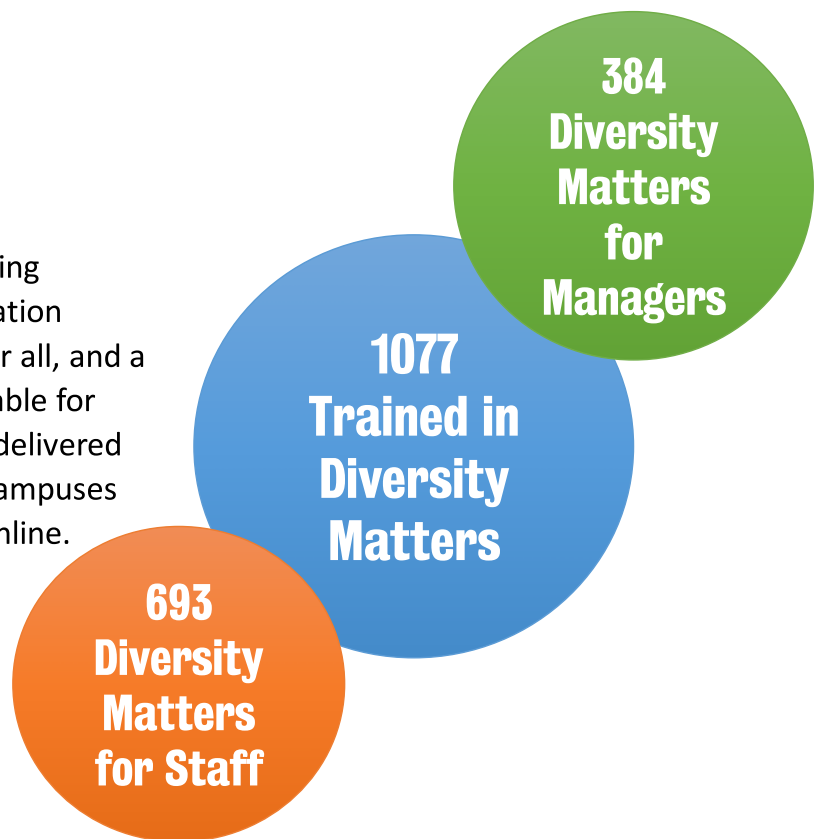 384
Diversity
Matters
for
Managers
ing
ation
r all, and a
able for
delivered
ampuses
nline.
1077
Trained in
Diversity
Matters
693
Diversity
Matters
for Staff